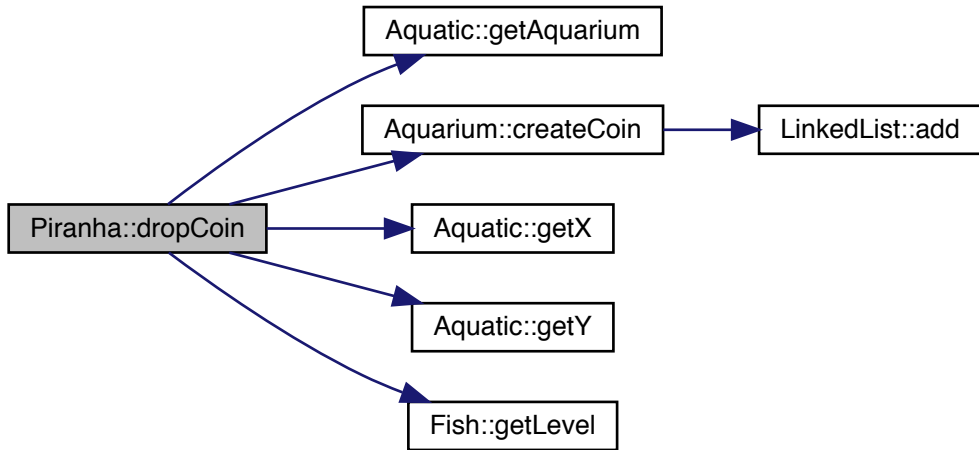 Aquatic::getAquarium
Aquarium::createCoin
LinkedList::add
Piranha::dropCoin
Aquatic::getX
Aquatic::getY
Fish::getLevel